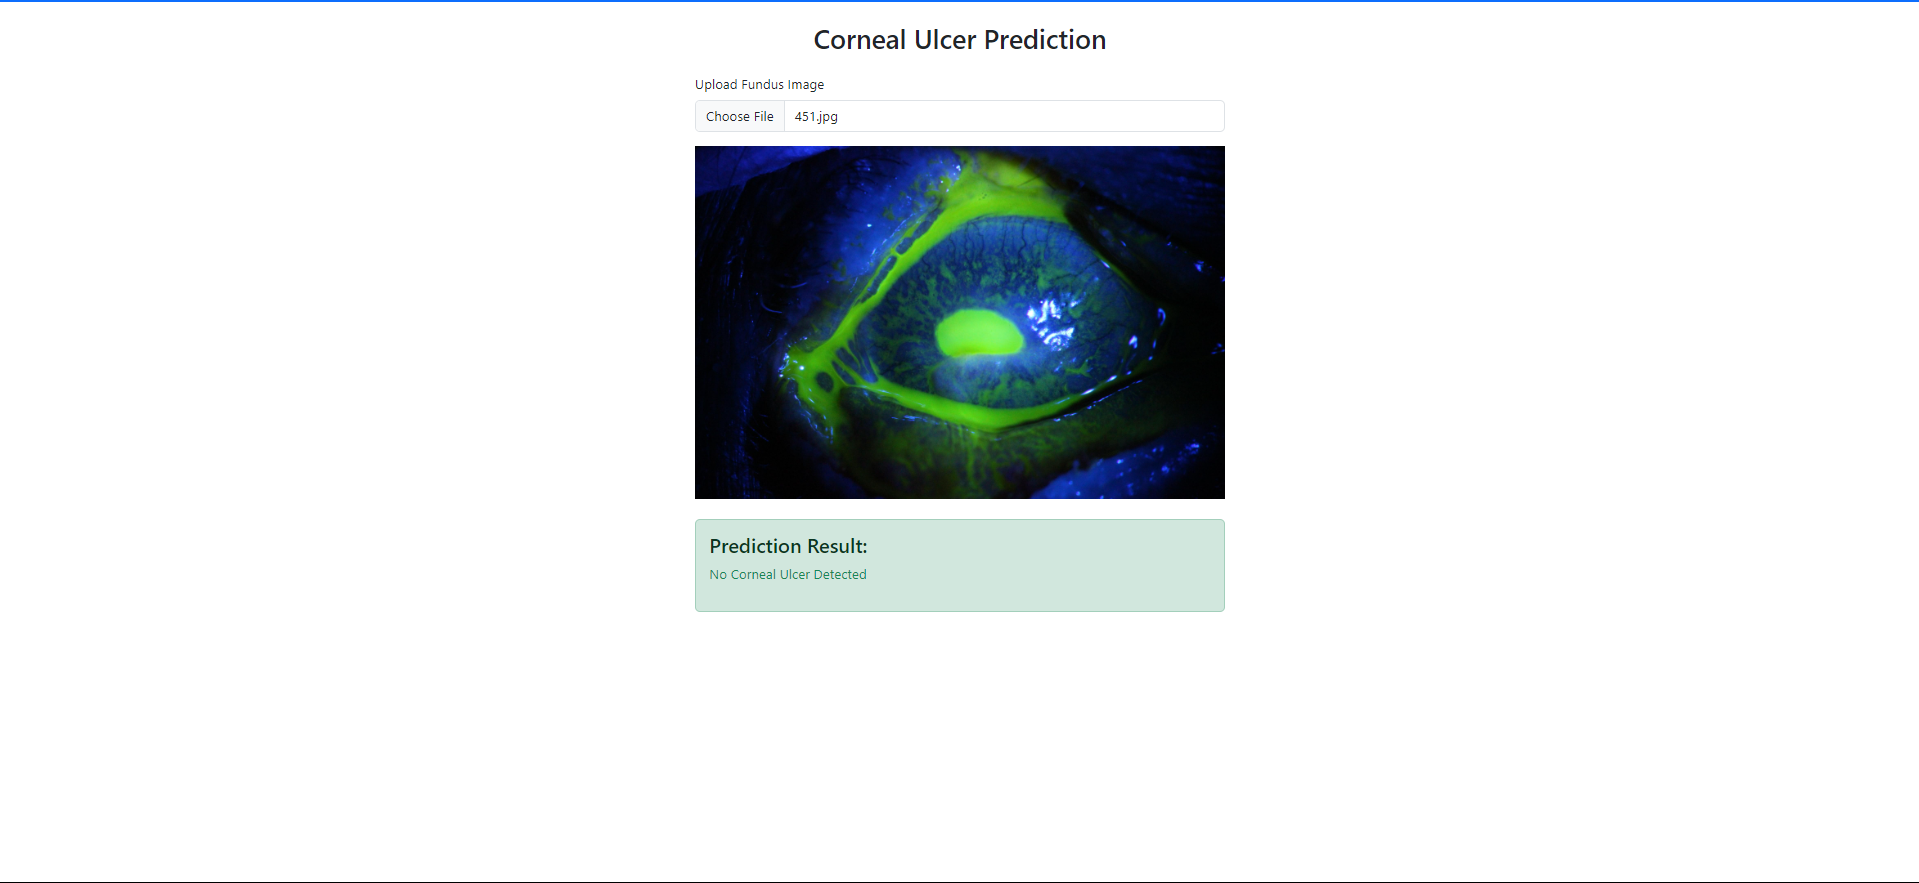 Corneal Ulcer Prediction
Upload Fundus Image
Choose File 451.jpg
Prediction Result:
No Corneal Ulcer Detected